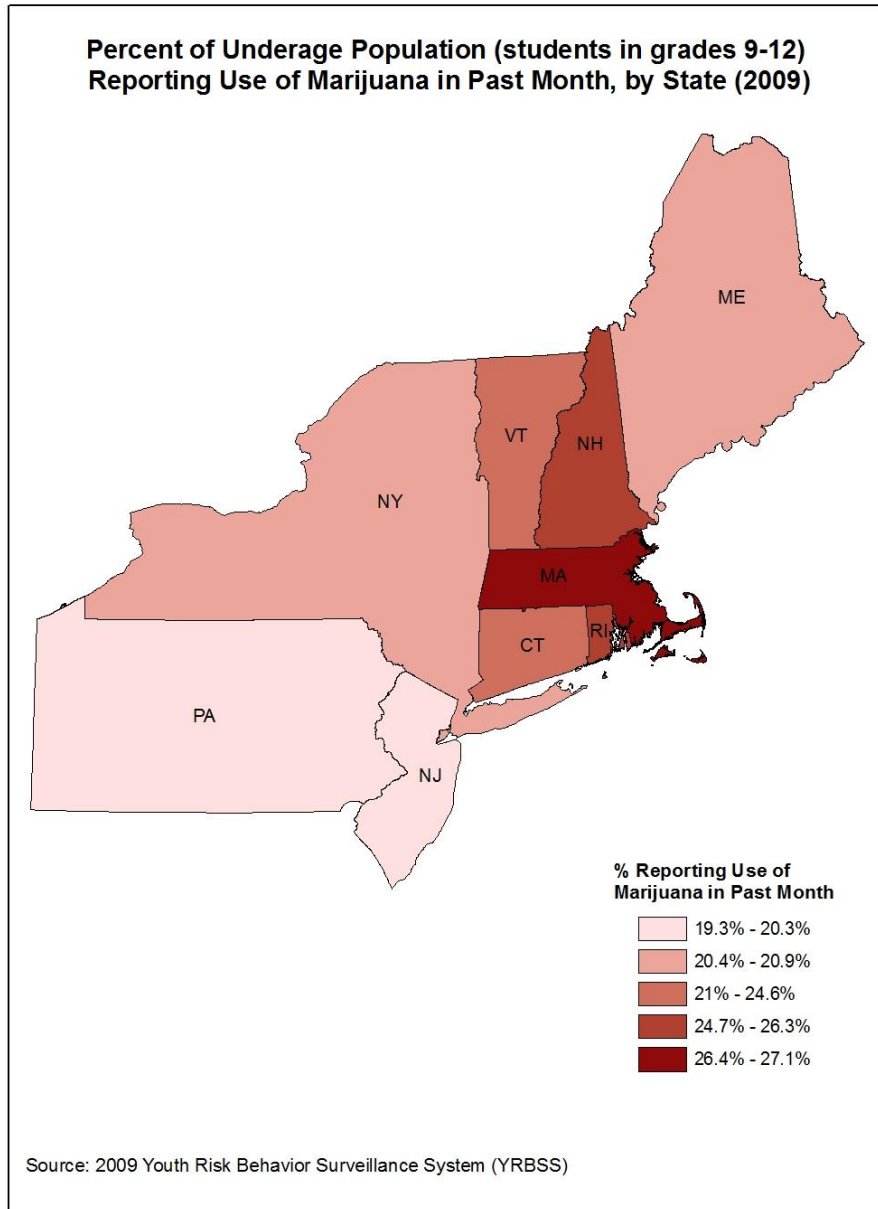 Percent of Underage Population (students in grades 9-12)
Reporting Use of Marijuana in Past Month, by State (2009)
ME
VT
NH
NY
MA
CT
RI
PA
NJ
% Reporting Use of
Marijuana in Past Month
19.3% - 20.3%
20.4% - 20.9%
21% - 24.6%
24.7% - 26.3%
26.4% - 27.1%
Source: 2009 Youth Risk Behavior Surveillance System (YRBSS)